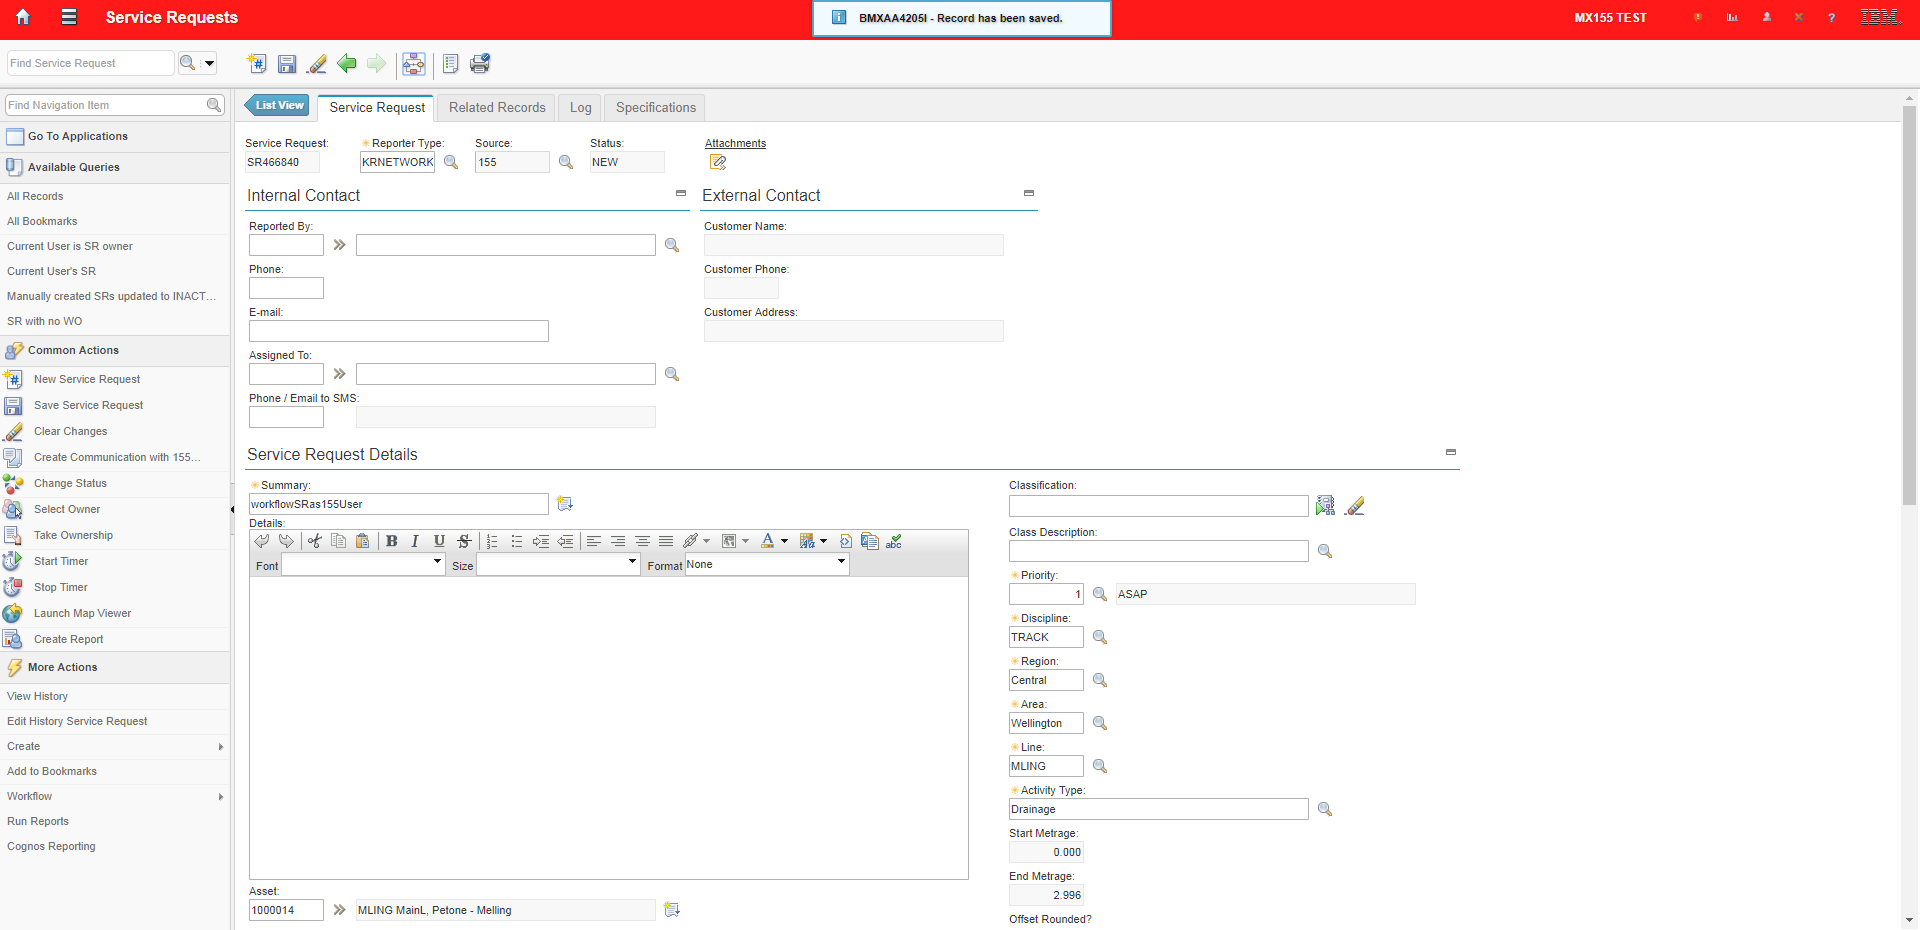 Service Requests
BMXAA4205I - Record has been saved.
MX155 TEST
IBM
Find Service Request
Find Navigation Item
Go To Applications
Available Queries
All Records
All Bookmarks
Current User is SR owner
Current User's SR
Manually created SRs updated to INACT...
SR with no WO
Common Actions
New Service Request
Save Service Request
Clear Changes
Create Communication with 155...
Change Status
Select Owner
Take Ownership
Start Timer
Stop Timer
Launch Map Viewer
Create Report
More Actions
View History
Edit History Service Request
Create
Add to Bookmarks
Workflow
Run Reports
Cognos Reporting
List View
Service Request
Related Records
Log
Specifications
Service Request:
SR466840
Reporter Type:
KRNETWORK
Source:
155
Status:
NEW
Attachments
Internal Contact
Reported By:
Phone:
E-mail:
Assigned To:
Phone / Email to SMS:
External Contact
Customer Name:
Customer Phone:
Customer Address:
Service Request Details
Summary:
workflowSRas155User
Details:
Font
Size
Format
None
Asset:
1000014
MLING MainL, Petone - Melling
Classification:
Class Description:
Priority:
1
ASAP
Discipline:
TRACK
Region:
Central
Area:
Wellington
Line:
MLING
Activity Type:
Drainage
Start Metrage:
0.000
End Metrage:
2.996
Offset Rounded?